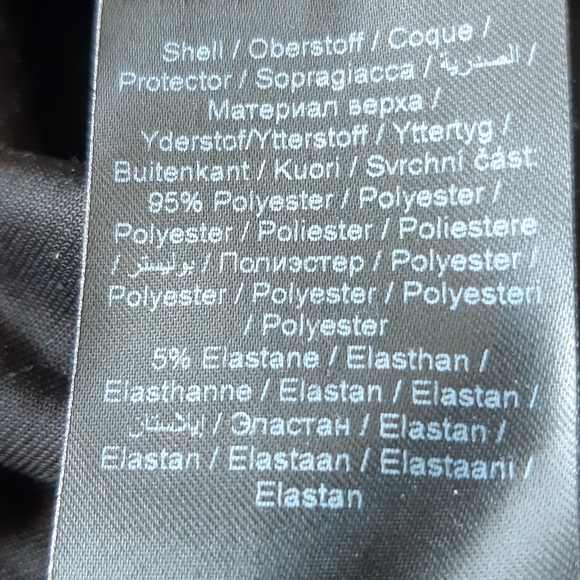 Shell / Oberstoff / Coque /
Protector / Sopragiacca / الصدرية /
Материал верха /
Yderstof/Ytterstoff / Yttertyg /
Buitenkant / Kuori / Svrchní část:
95% Polyester / Polyester /
Polyester / Poliester / Poliestere
/ بوليستر / Полиэстер / Polyester /
Polyester / Polyester / Polyesteri
/ Polyester
5% Elastane / Elasthan /
Elasthanne / Elastan / Elastan /
إيلاستان / Эластан / Elastan /
Elastan / Elastaan / Elastaani /
Elastan